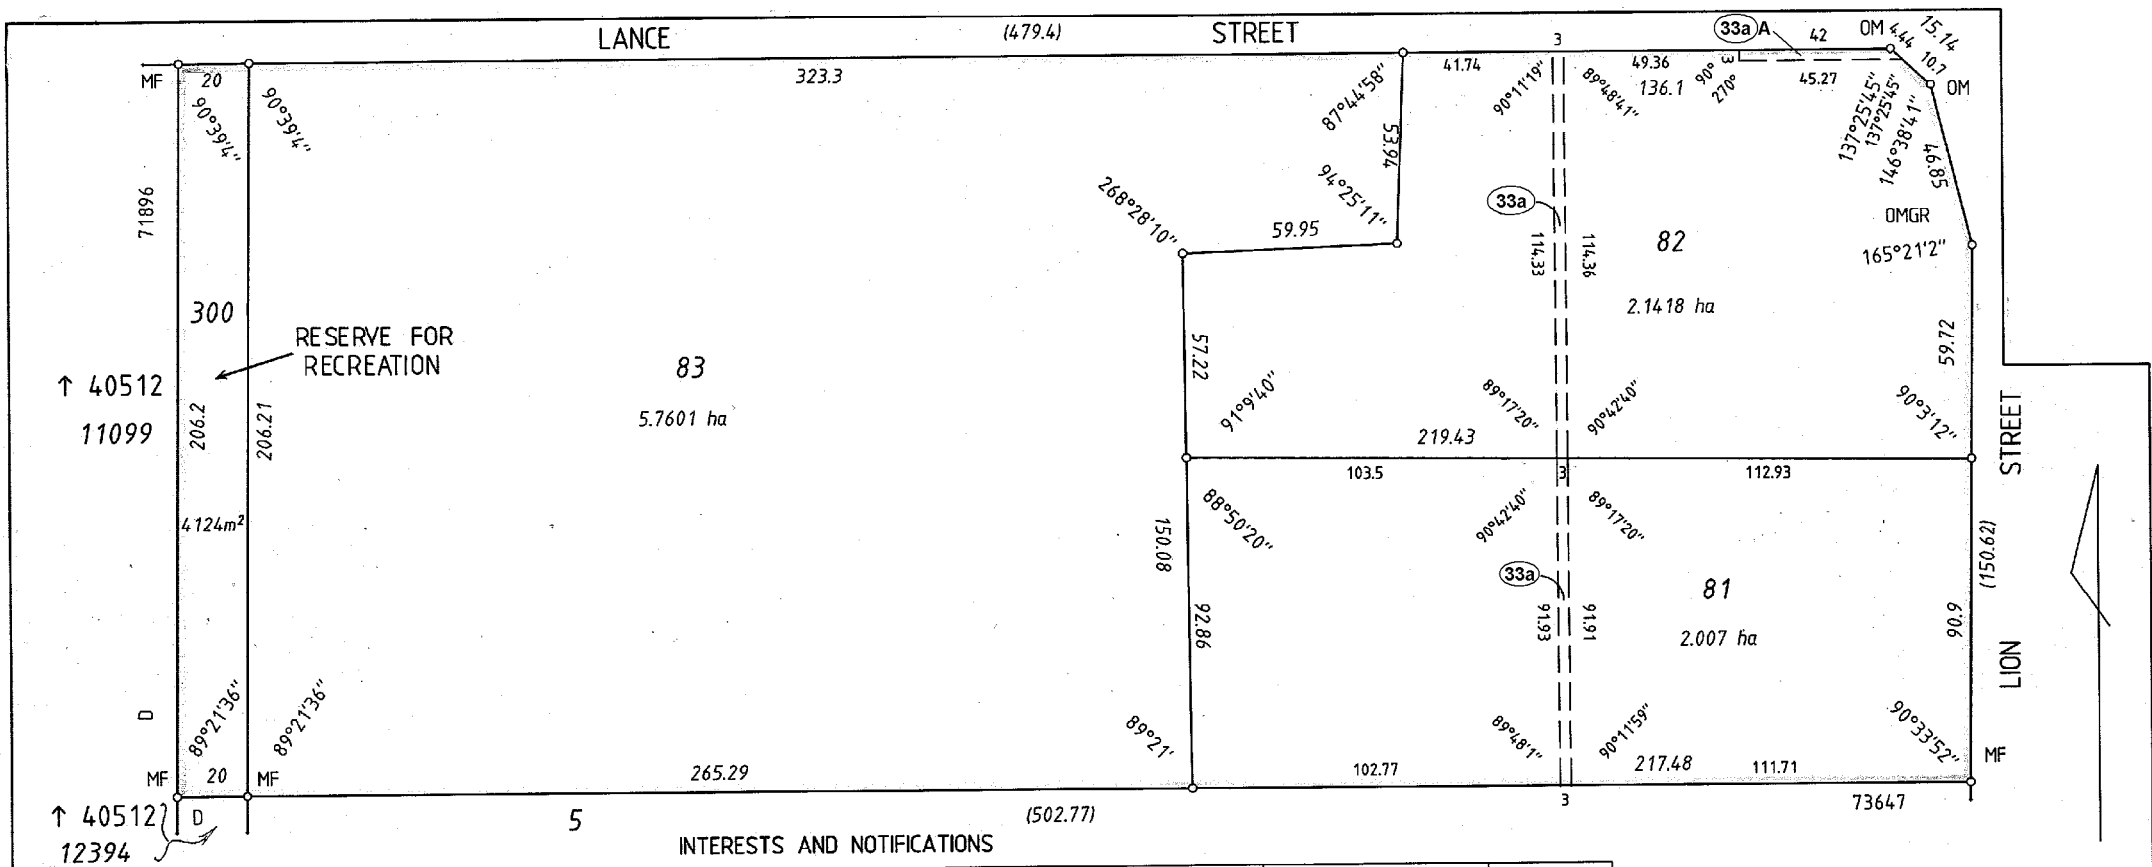 LANCE (479.4) STREET
33a A 42 OM 4.44 15.14
MF 20 323.3 41.74 3 49.36 136.1 3 45.27 10.7 OM
90°39'4" 90°39'4" 87°44'58" 90°11'19" 89°48'41" 90° 270° 137°25'45" 137°25'45" 146°38'41"
53.94 46.85
71896 268°28'10" 94°25'11" 33a OMGR
59.95 114.33 114.36 82 165°21'2"
300 2.1418 ha
RESERVE FOR
RECREATION
57.22 59.72
↑ 40512 83
11099 206.2 206.21 5.7601 ha 91°9'40" 89°17'20" 90°42'40" 90°3'12"
219.43 STREET
103.5 3 112.93
4124m² 150.08 88°50'20" 90°42'40" 89°17'20" (150.62)
33a 81
92.86 91.93 91.91 2.007 ha 90.9
LION
D 89°21'36" 89°21'36" 89°21' 89°48'1" 90°11'59" 90°33'52"
MF 20 MF 265.29 102.77 217.48 111.71 MF
↑ 40512 D 5 (502.77) 3 73647
12394
INTERESTS AND NOTIFICATIONS